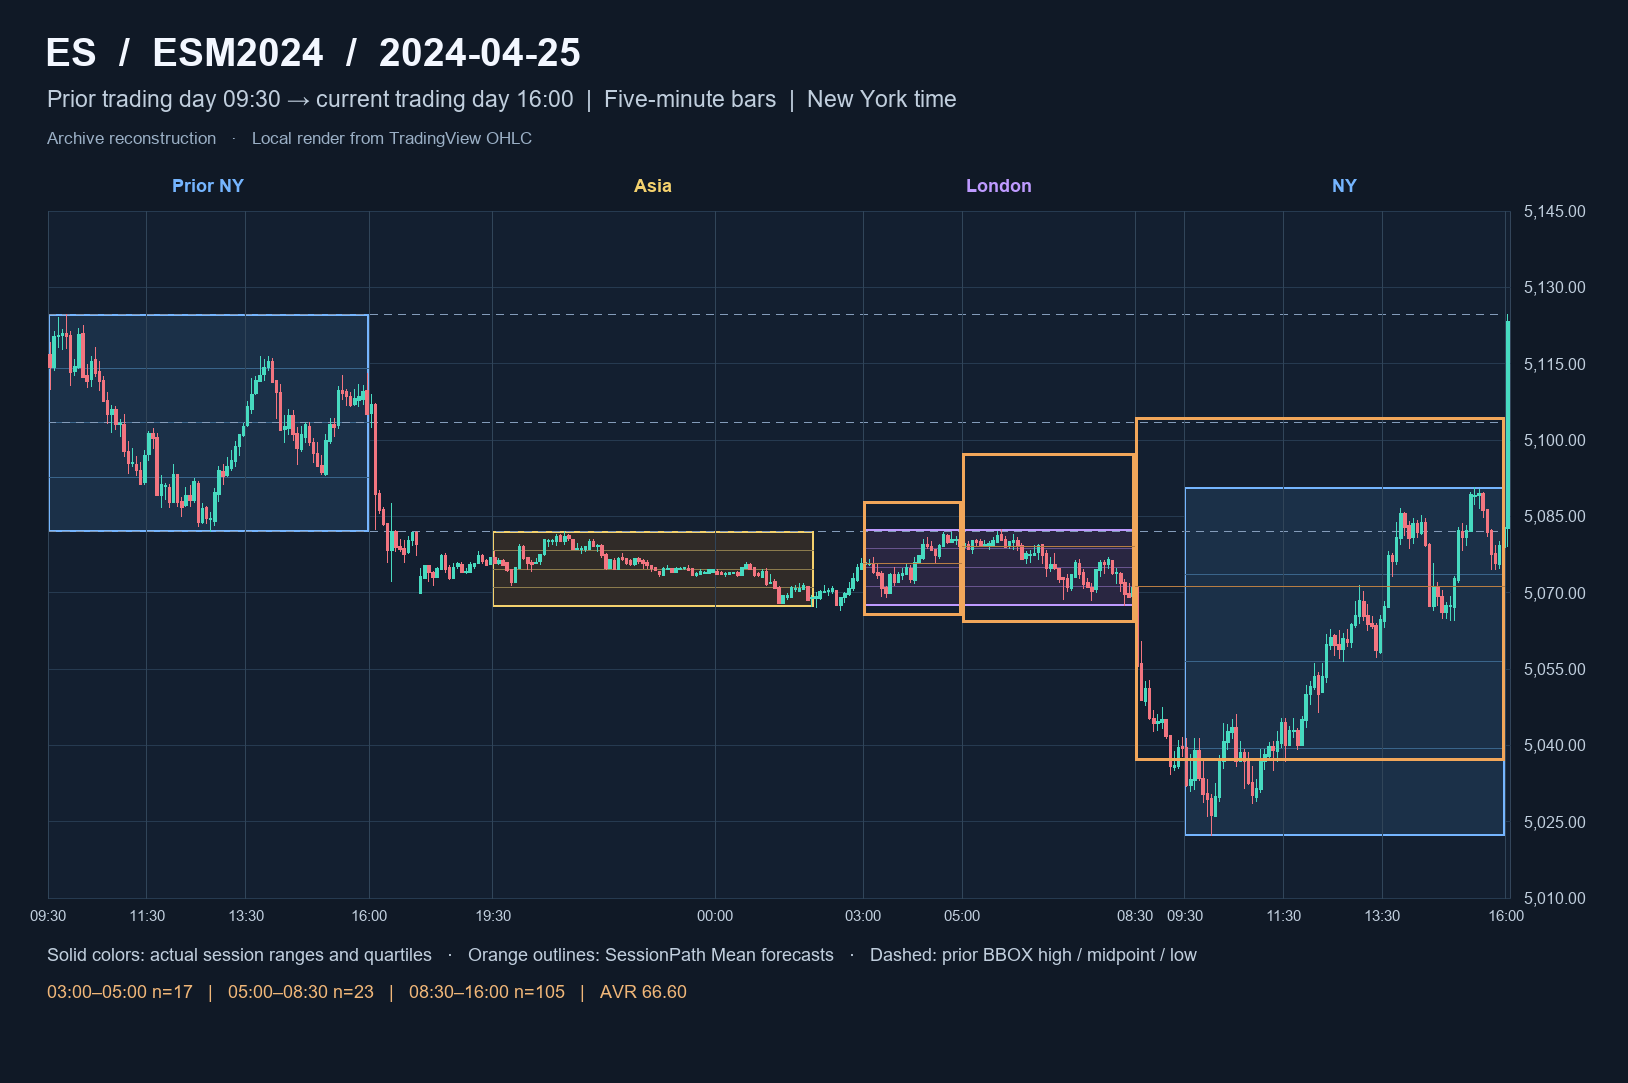 ES / ESM2024 / 2024-04-25
Prior trading day 09:30 → current trading day 16:00 | Five-minute bars | New York time
Archive reconstruction · Local render from TradingView OHLC
Prior NY Asia London NY
5,145.00
5,130.00
5,115.00
5,100.00
5,085.00
5,070.00
5,055.00
5,040.00
5,025.00
5,010.00
09:30 11:30 13:30 16:00 19:30 00:00 03:00 05:00 08:30 09:30 11:30 13:30 16:00
Solid colors: actual session ranges and quartiles · Orange outlines: SessionPath Mean forecasts · Dashed: prior BBOX high / midpoint / low
03:00–05:00 n=17 | 05:00–08:30 n=23 | 08:30–16:00 n=105 | AVR 66.60